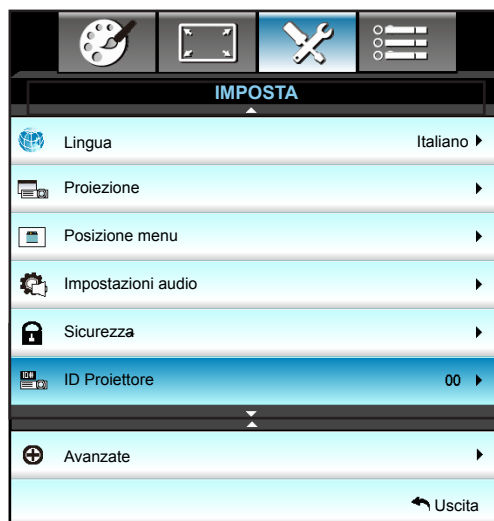 IMPOSTA
Lingua Italiano
Proiezione
Posizione menu
Impostazioni audio
Sicurezza
ID Proiettore 00
Avanzate
Uscita